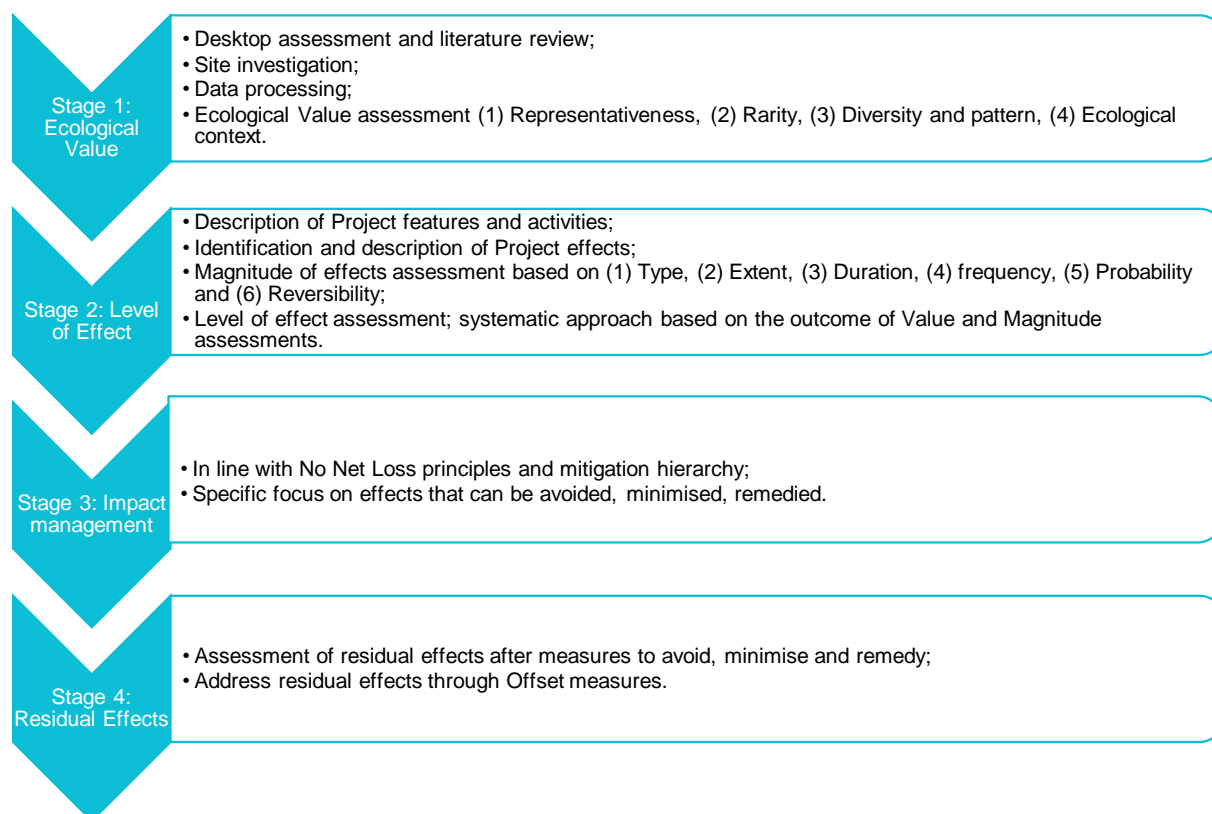 Stage 1:
Ecological
Value
• Desktop assessment and literature review;
• Site investigation;
• Data processing;
• Ecological Value assessment (1) Representativeness, (2) Rarity, (3) Diversity and pattern, (4) Ecological
context.
Stage 2: Level
of Effect
• Description of Project features and activities;
• Identification and description of Project effects;
• Magnitude of effects assessment based on (1) Type, (2) Extent, (3) Duration, (4) frequency, (5) Probability
and (6) Reversibility;
• Level of effect assessment; systematic approach based on the outcome of Value and Magnitude
assessments.
Stage 3: Impact
management
• In line with No Net Loss principles and mitigation hierarchy;
• Specific focus on effects that can be avoided, minimised, remedied.
Stage 4:
Residual Effects
• Assessment of residual effects after measures to avoid, minimise and remedy;
• Address residual effects through Offset measures.